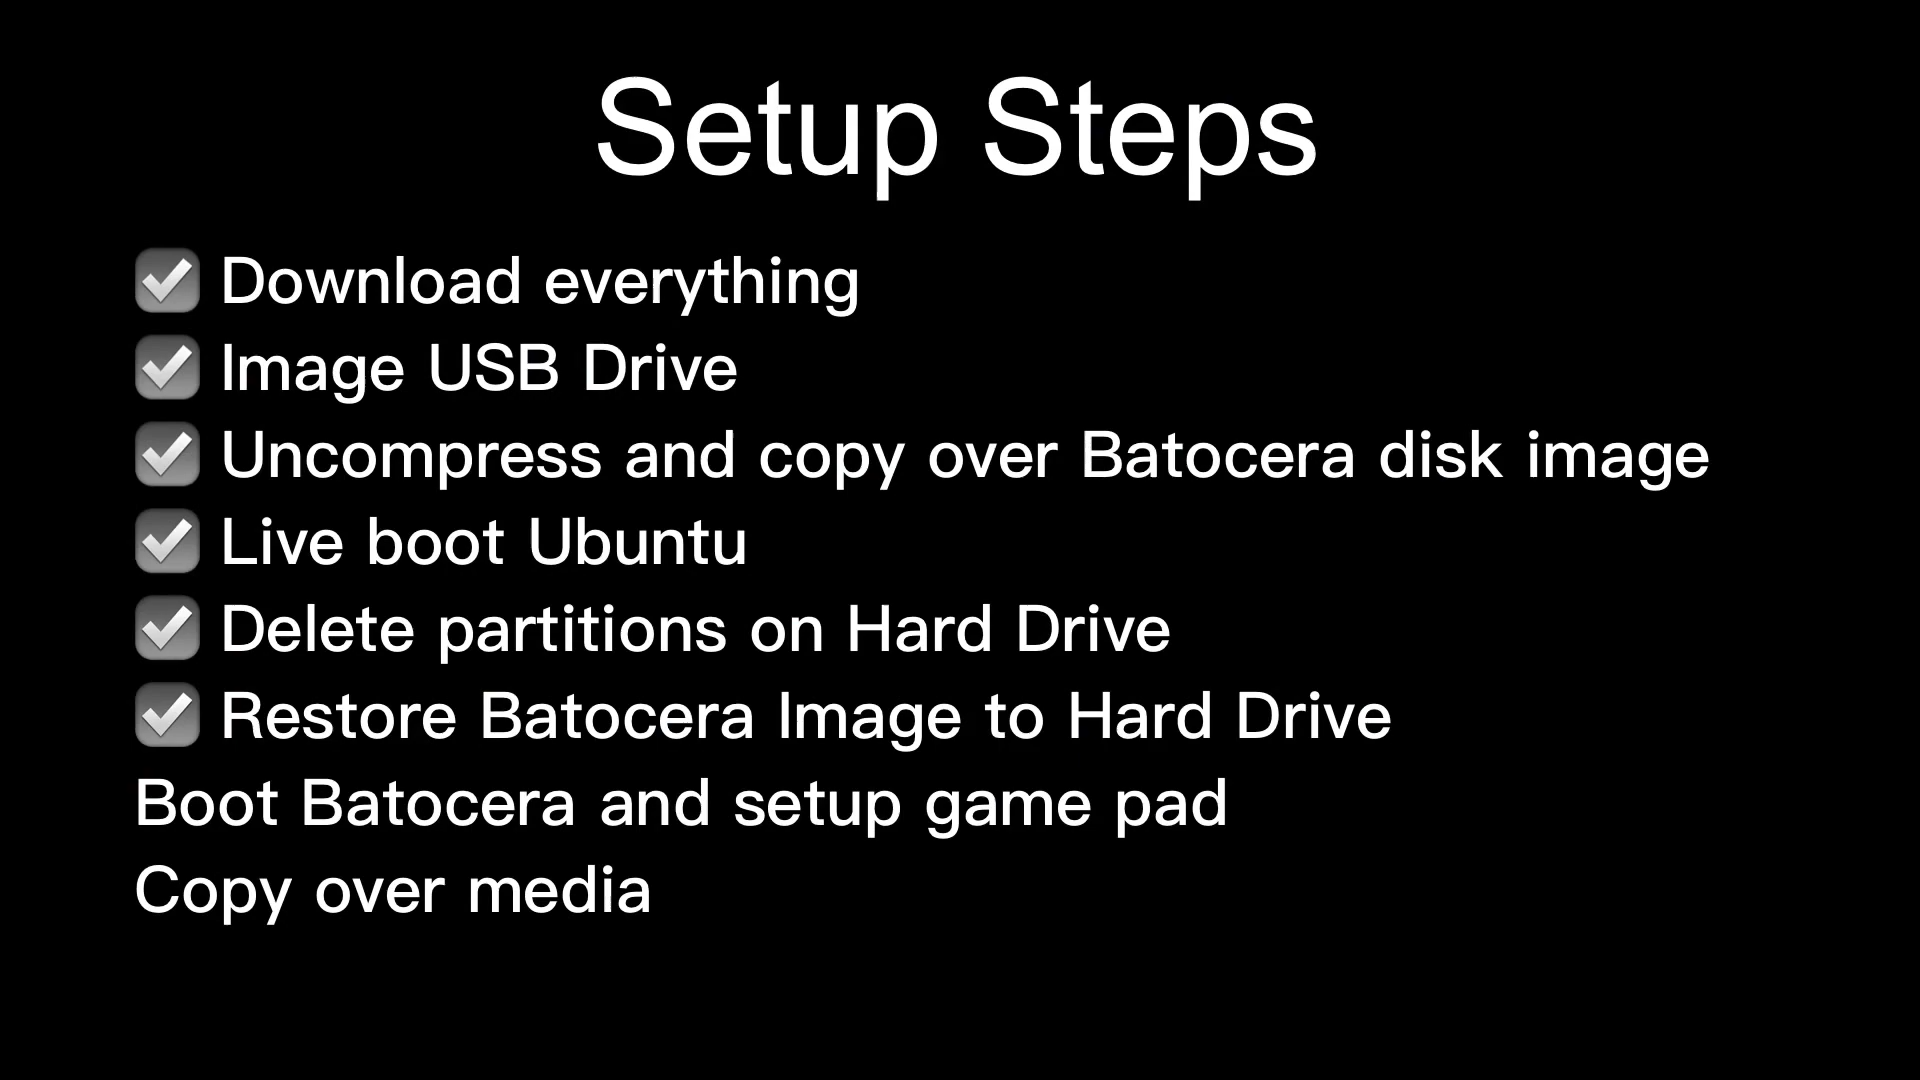 Setup Steps
Download everything
Image USB Drive
Uncompress and copy over Batocera disk image
Live boot Ubuntu
Delete partitions on Hard Drive
Restore Batocera Image to Hard Drive
Boot Batocera and setup game pad
Copy over media